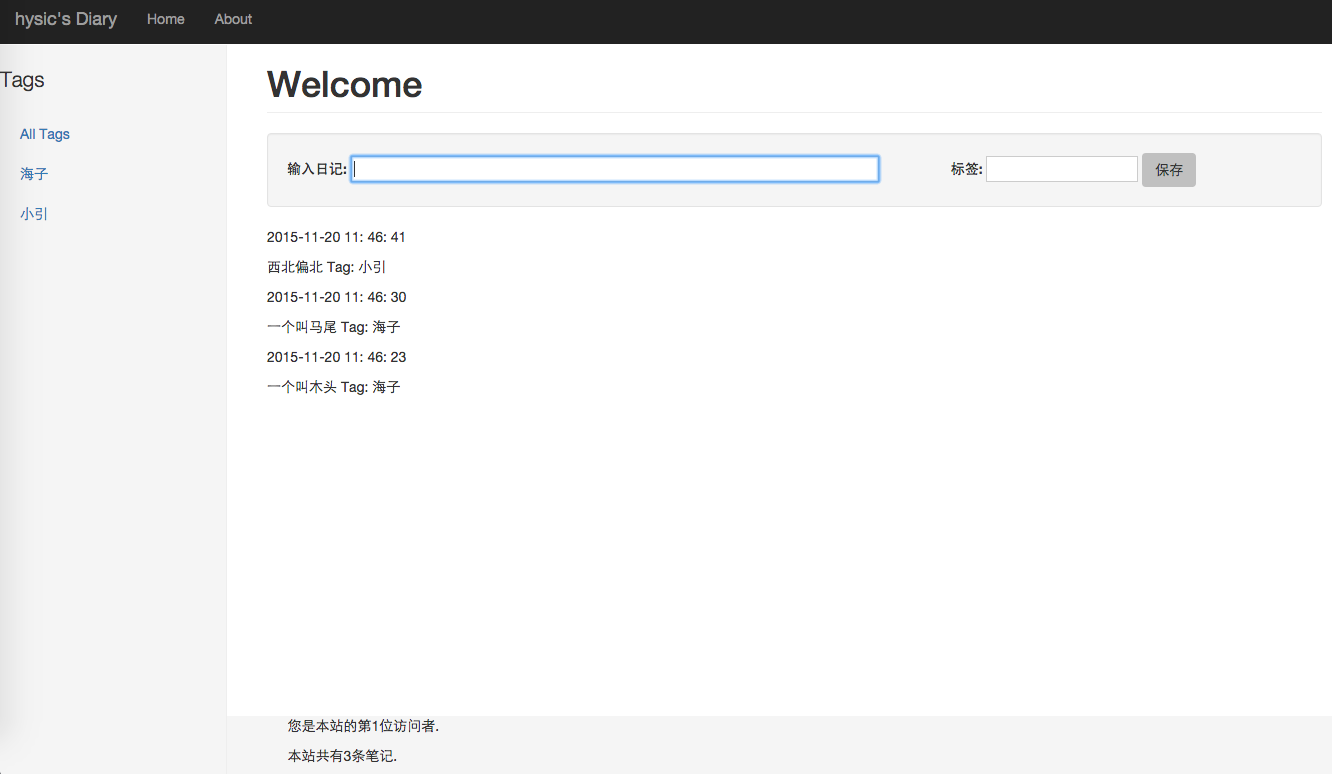 hysic's Diary Home About
Tags
All Tags
海子
小引
Welcome
输入日记: 标签: 保存
2015-11-20 11: 46: 41
西北偏北 Tag: 小引
2015-11-20 11: 46: 30
一个叫马尾 Tag: 海子
2015-11-20 11: 46: 23
一个叫木头 Tag: 海子
您是本站的第1位访问者.
本站共有3条笔记.